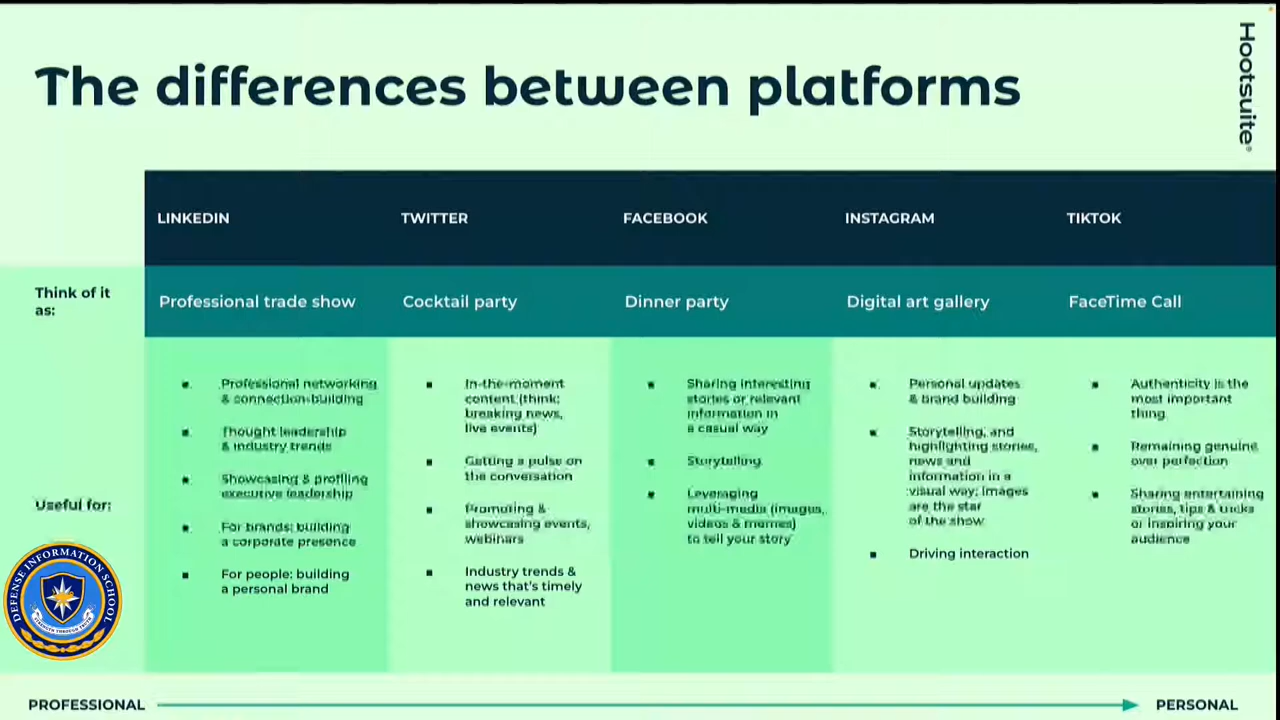 The differences between platforms
Hootsuite®
LINKEDIN
TWITTER
FACEBOOK
INSTAGRAM
TIKTOK
Think of it
as:
Professional trade show
Cocktail party
Dinner party
Digital art gallery
FaceTime Call
Useful for:
▪ Professional networking
& connection building
▪ Thought leadership
& industry trends
▪ Showcasing & profiling
executive leadership
▪ For brands: building
a corporate presence
▪ For people: building
a personal brand
▪ In-the-moment
content (think:
breaking news,
live events)
▪ Getting a pulse on
the conversation
▪ Promoting &
showcasing events,
webinars
▪ Industry trends &
news that's timely
and relevant
▪ Sharing interesting
stories or relevant
information in
a casual way
▪ Storytelling
▪ Leveraging
multi-media (images,
videos & memes)
to tell your story
▪ Personal updates
& brand building
▪ Storytelling, and
highlighting stories,
news and
information in a
visual way; images
are the star
of the show
▪ Driving interaction
▪ Authenticity is the
most important
thing
▪ Remaining genuine
over perfection
▪ Sharing entertaining
stories, tips & tricks
or inspiring your
audience
DEFENSE INFORMATION SCHOOL
STRENGTH THROUGH TRUTH
PROFESSIONAL
PERSONAL